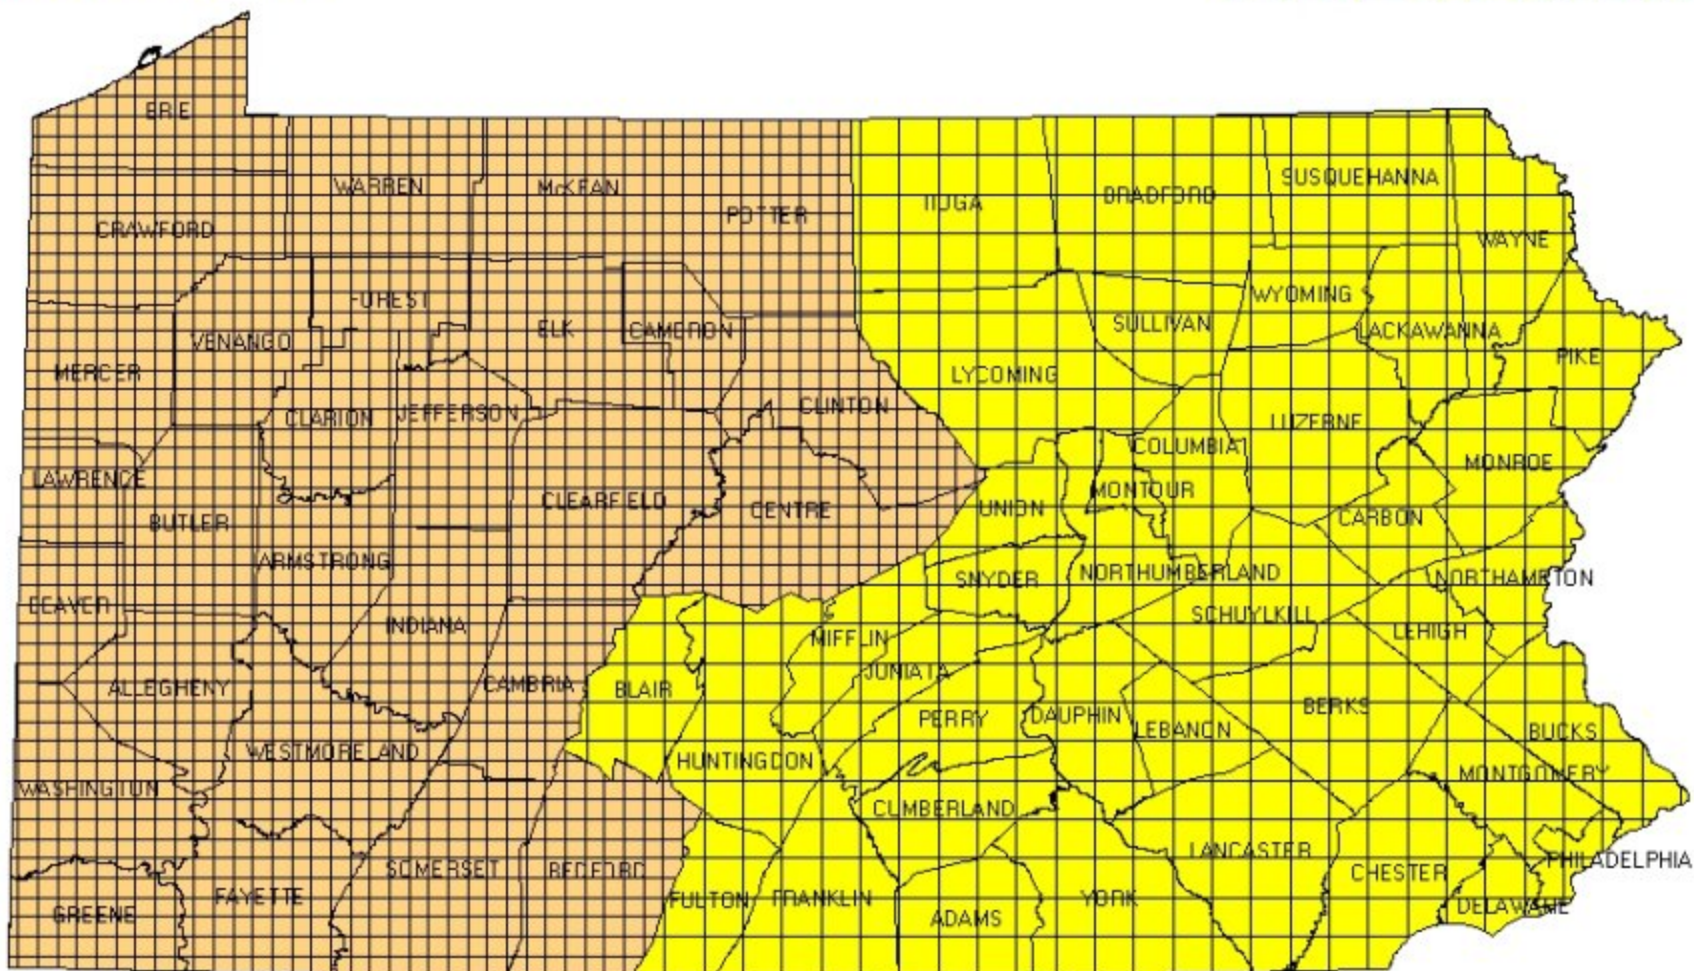 ERIE
WARREN
McKEAN
POTTER
TIOGA
BRADFORD
SUSQUEHANNA
CRAWFORD
WAYNE
FOREST
WYOMING
VENANGO
ELK
CAMERON
SULLIVAN
LACKAWANNA
MERCER
LYCOMING
PIKE
CLARION
JEFFERSON
CLINTON
LUZERNE
COLUMBIA
MONROE
LAWRENCE
CLEARFIELD
CENTRE
UNION
MONTOUR
BUTLER
CARBON
ARMSTRONG
SNYDER
NORTHUMBERLAND
NORTHAMPTON
BEAVER
INDIANA
MIFFLIN
SCHUYLKILL
LEHIGH
ALLEGHENY
CAMBRIA
BLAIR
JUNIATA
PERRY
DAUPHIN
LEBANON
BERKS
BUCKS
WESTMORELAND
HUNTINGDON
WASHINGTON
MONTGOMERY
CUMBERLAND
SOMERSET
BEDFORD
LANCASTER
CHESTER
PHILADELPHIA
GREENE
FAYETTE
FULTON
FRANKLIN
ADAMS
YORK
DELAWARE